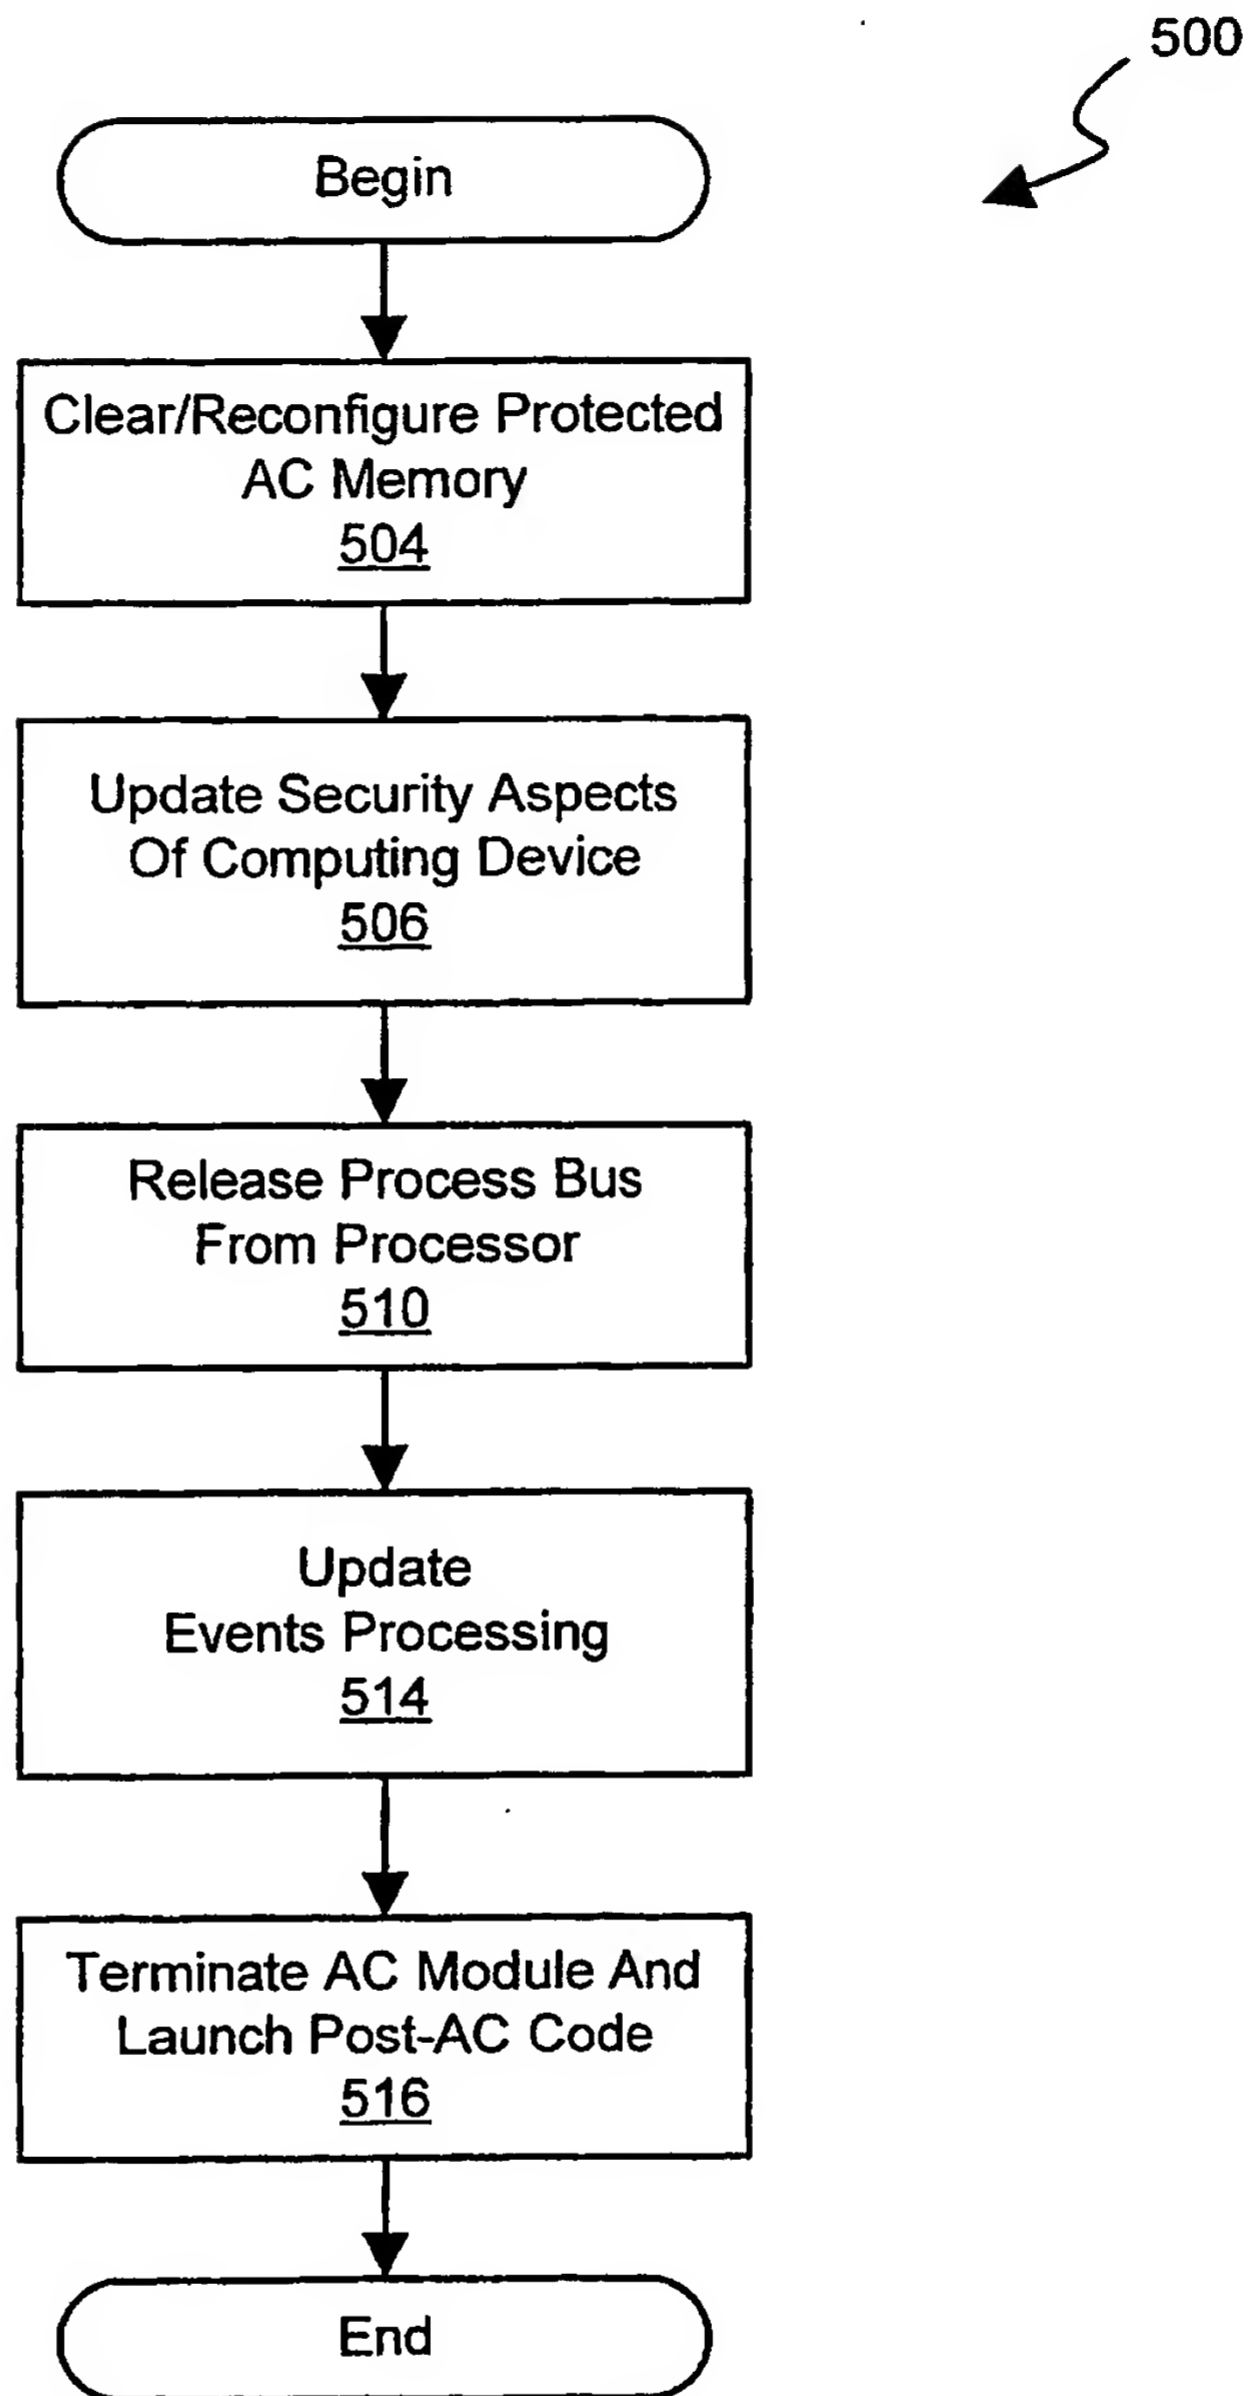 500
Begin
Clear/Reconfigure Protected
AC Memory
504
Update Security Aspects
Of Computing Device
506
Release Process Bus
From Processor
510
Update
Events Processing
514
Terminate AC Module And
Launch Post-AC Code
516
End